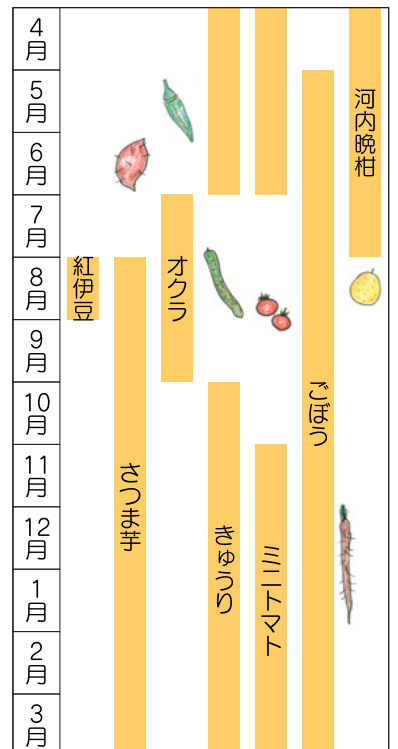 4月
5月
6月
7月
8月
9月
10月
11月
12月
1月
2月
3月
紅伊豆
さつま芋
オクラ
きゅうり
ミニトマト
ごぼう
河内晩柑